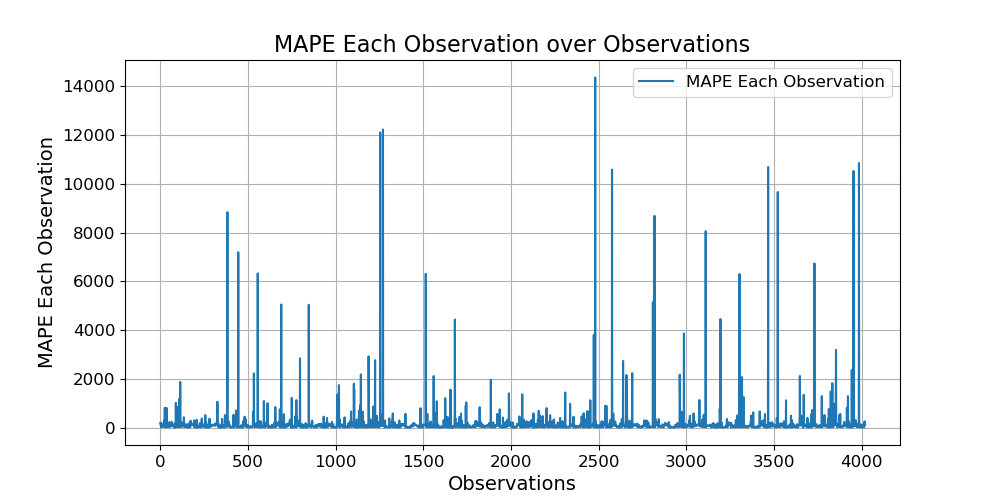 MAPE Each Observation over Observations
MAPE Each Observation
MAPE Each Observation
14000
12000
10000
8000
6000
4000
2000
0
0 500 1000 1500 2000 2500 3000 3500 4000
Observations